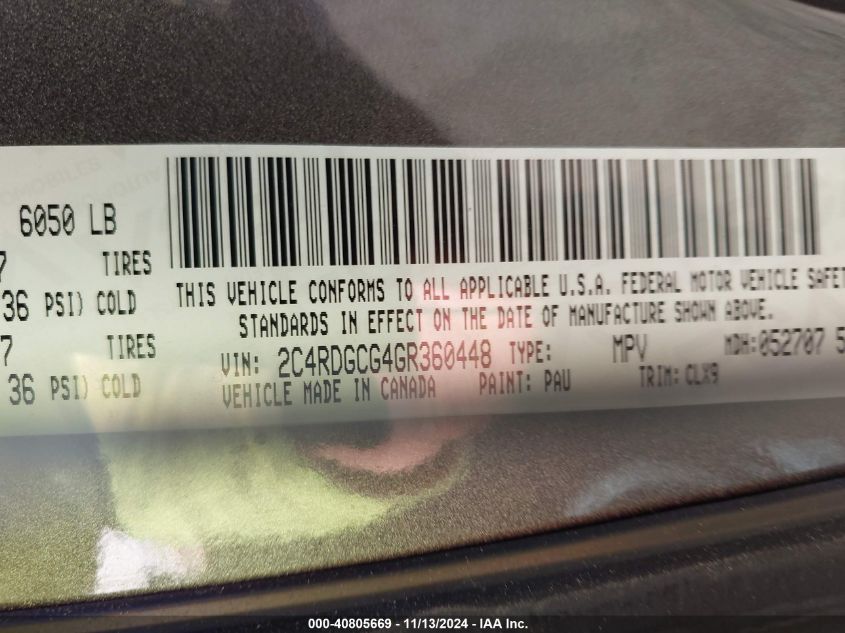 6050 LB
7 TIRES
36 PSI) COLD
7 TIRES
36 PSI) COLD
THIS VEHICLE CONFORMS TO ALL APPLICABLE U.S.A. FEDERAL MOTOR VEHICLE SAFET
STANDARDS IN EFFECT ON THE DATE OF MANUFACTURE SHOWN ABOVE.
VIN: 2C4RDGCG4GR360448 TYPE: MPV MDH:052707 5
VEHICLE MADE IN CANADA PAINT: PAU TRIM: CLX9
000-40805669 - 11/13/2024 - IAA Inc.